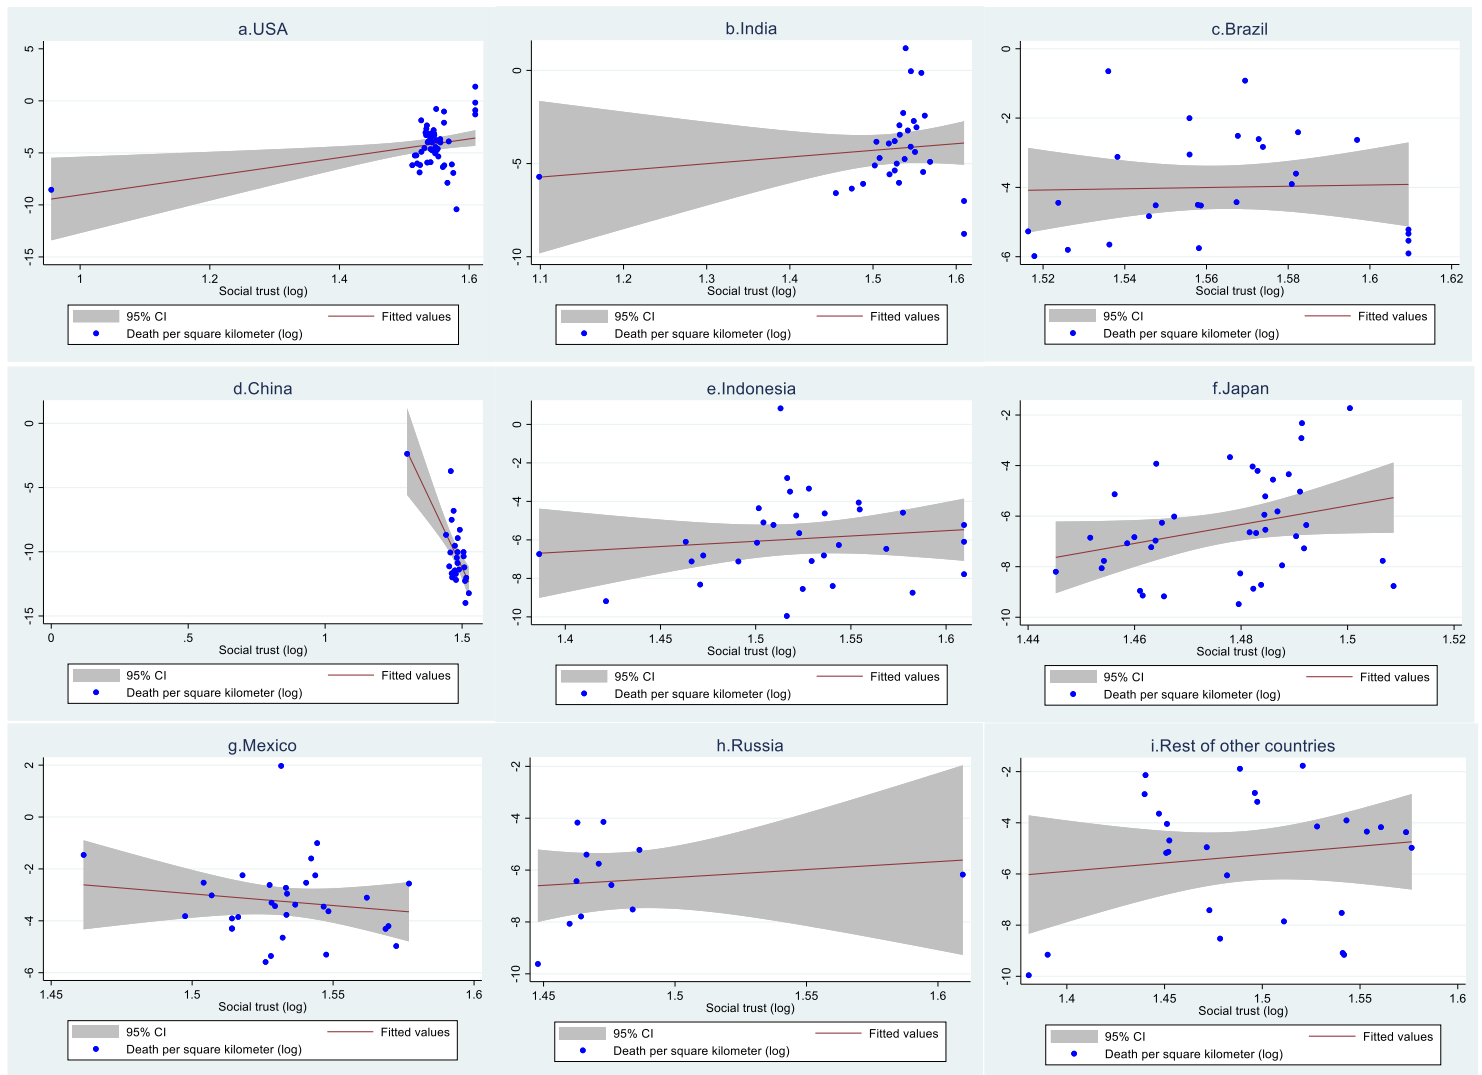 a.USA
5
0
-5
-10
-15
1
1.2
1.4
1.6
Social trust (log)
95% CI
Fitted values
Death per square kilometer (log)
b.India
0
-5
-10
1.1
1.2
1.3
1.4
1.5
1.6
Social trust (log)
95% CI
Fitted values
Death per square kilometer (log)
c.Brazil
0
-2
-4
-6
1.52
1.54
1.56
1.58
1.6
1.62
Social trust (log)
95% CI
Fitted values
Death per square kilometer (log)
d.China
0
-5
-10
-15
0
.5
1
1.5
Social trust (log)
95% CI
Fitted values
Death per square kilometer (log)
e.Indonesia
0
-2
-4
-6
-8
-10
1.4
1.45
1.5
1.55
1.6
Social trust (log)
95% CI
Fitted values
Death per square kilometer (log)
f.Japan
-2
-4
-6
-8
-10
1.44
1.46
1.48
1.5
1.52
Social trust (log)
95% CI
Fitted values
Death per square kilometer (log)
g.Mexico
2
0
-2
-4
-6
1.45
1.5
1.55
1.6
Social trust (log)
95% CI
Fitted values
Death per square kilometer (log)
h.Russia
-2
-4
-6
-8
-10
1.45
1.5
1.55
1.6
Social trust (log)
95% CI
Fitted values
Death per square kilometer (log)
i.Rest of other countries
-2
-4
-6
-8
-10
1.4
1.45
1.5
1.55
1.6
Social trust (log)
95% CI
Fitted values
Death per square kilometer (log)